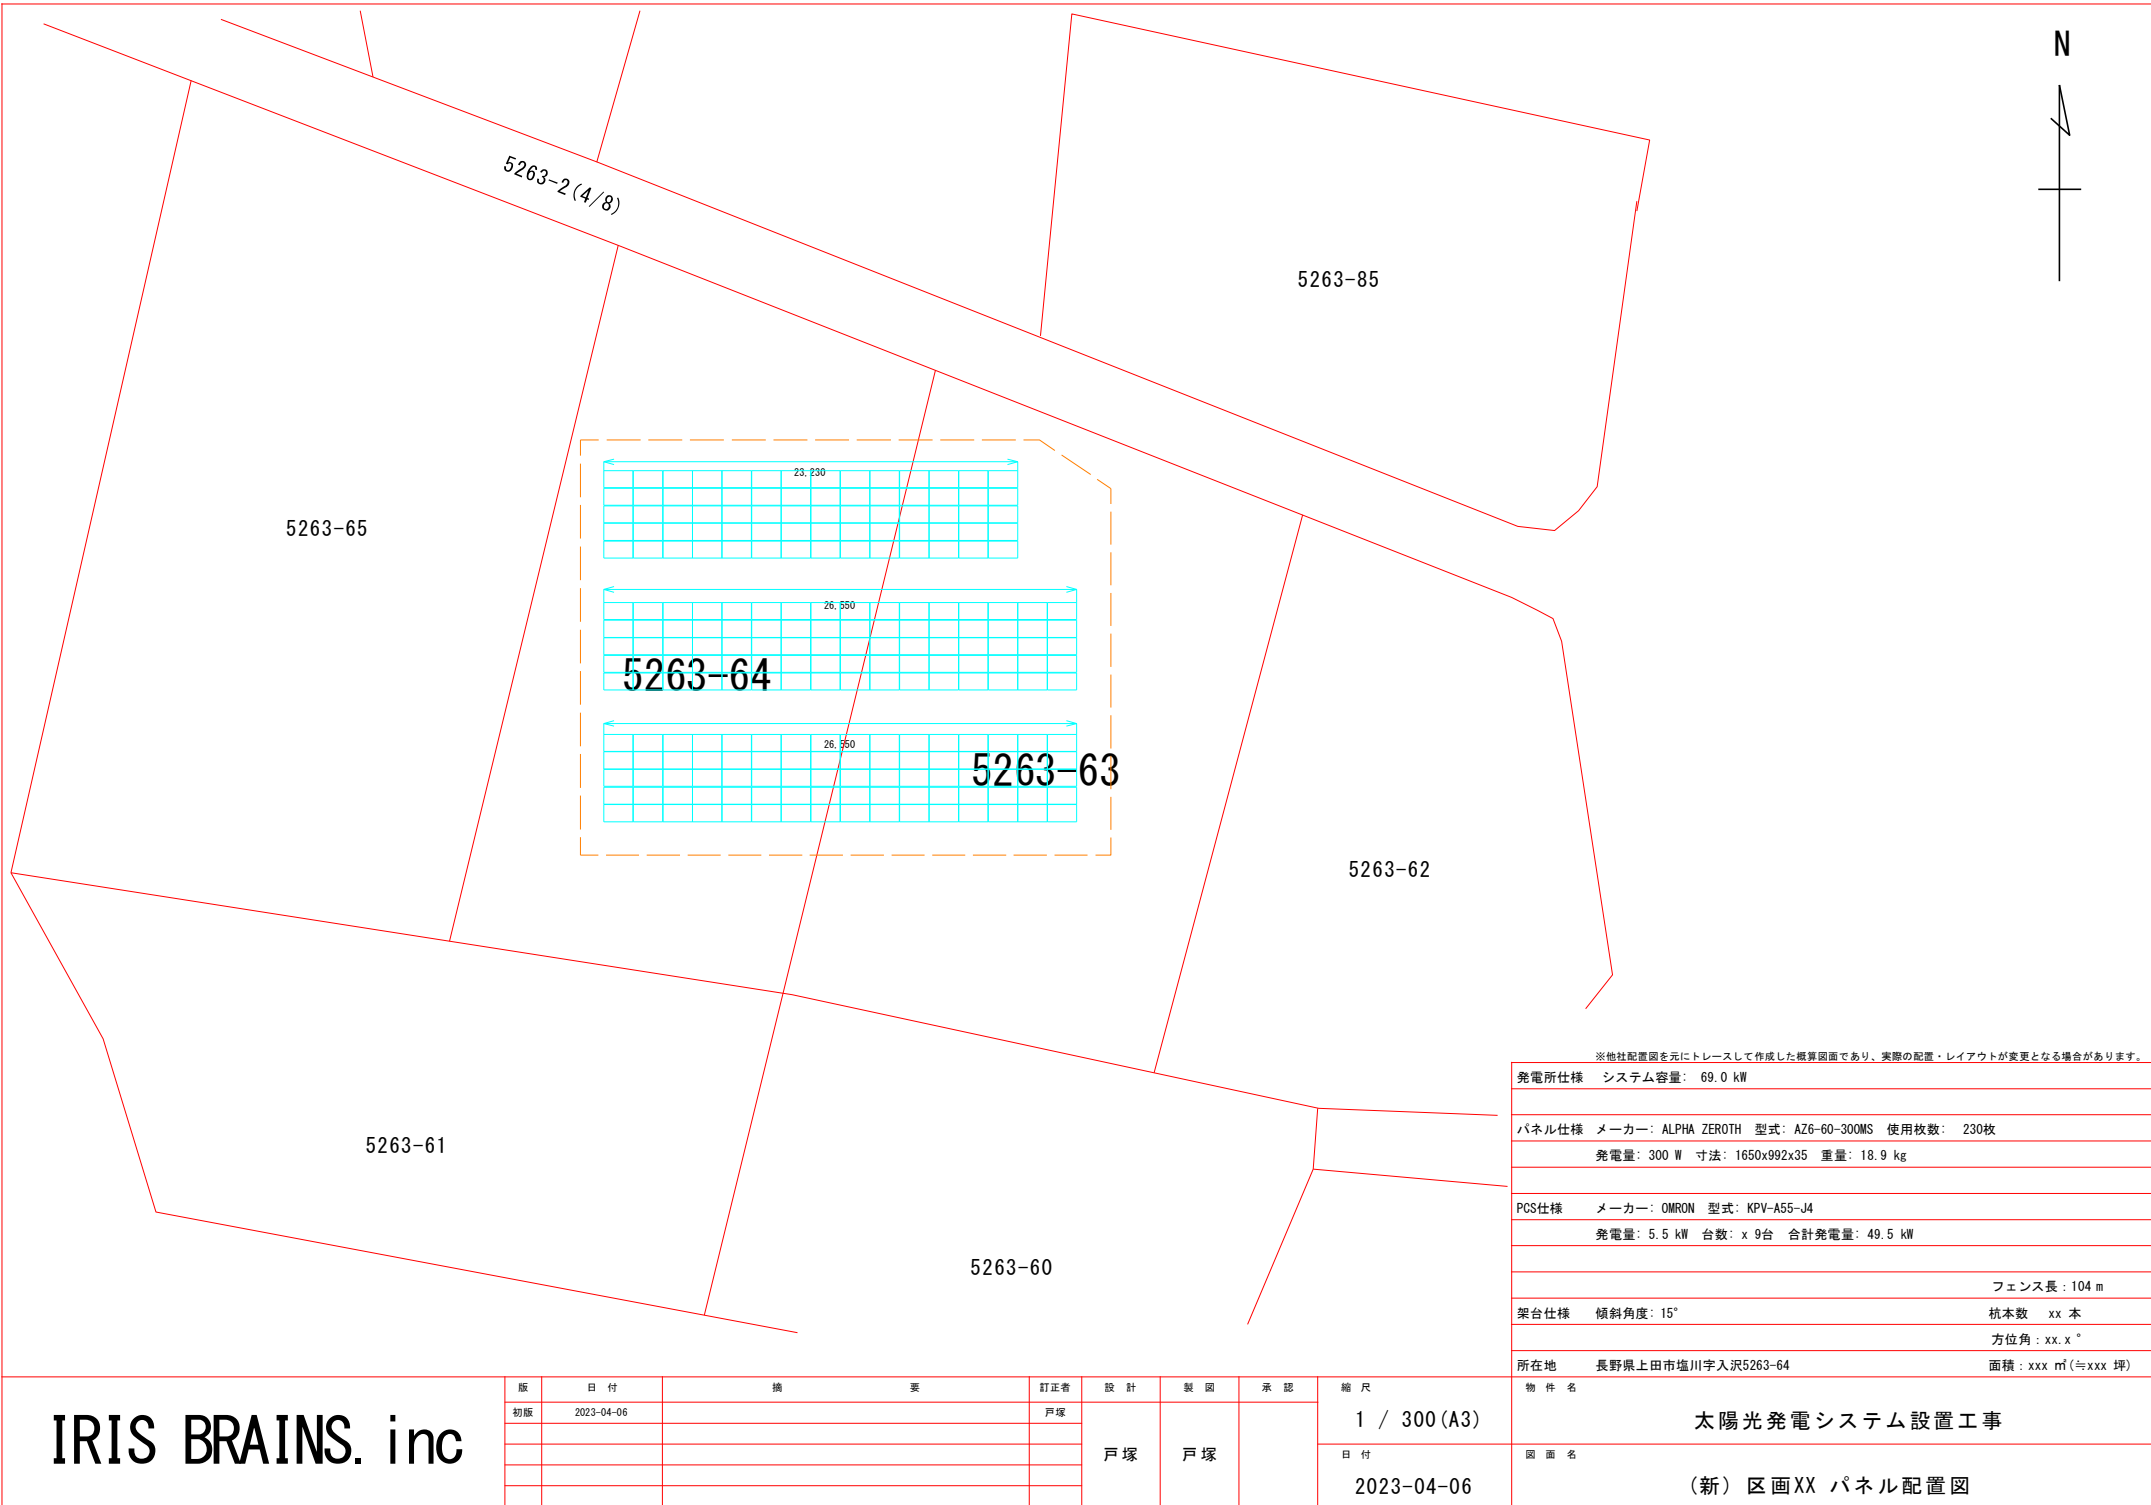 N
5263-2(4/8)
5263-85
23,230
5263-65
26,550
5263-64
26,550
5263-63
5263-62
※他社配置図を元にトレースして作成した概算図面であり、実際の配置・レイアウトが変更となる場合があります。
発電所仕様 システム容量: 69.0 kW
パネル仕様 メーカー: ALPHA ZEROTH 型式: AZ6-60-300MS 使用枚数: 230枚
発電量: 300 W 寸法: 1650x992x35 重量: 18.9 kg
5263-61
PCS仕様 メーカー: OMRON 型式: KPV-A55-J4
発電量: 5.5 kW 台数: x 9台 合計発電量: 49.5 kW
5263-60
フェンス長：104 m
架台仕様 傾斜角度: 15° 杭本数 xx 本
方位角：xx.x °
所在地 長野県上田市塩川字入沢5263-64 面積：xxx ㎡(≒xxx 坪)
版 日 付 摘 要 訂正者 設 計 製 図 承 認 縮 尺 物 件 名
初版 2023-04-06 戸塚
1 / 300(A3) 太陽光発電システム設置工事
IRIS BRAINS. inc
戸塚 戸塚
日 付 図 面 名
2023-04-06 (新) 区画XX パネル配置図